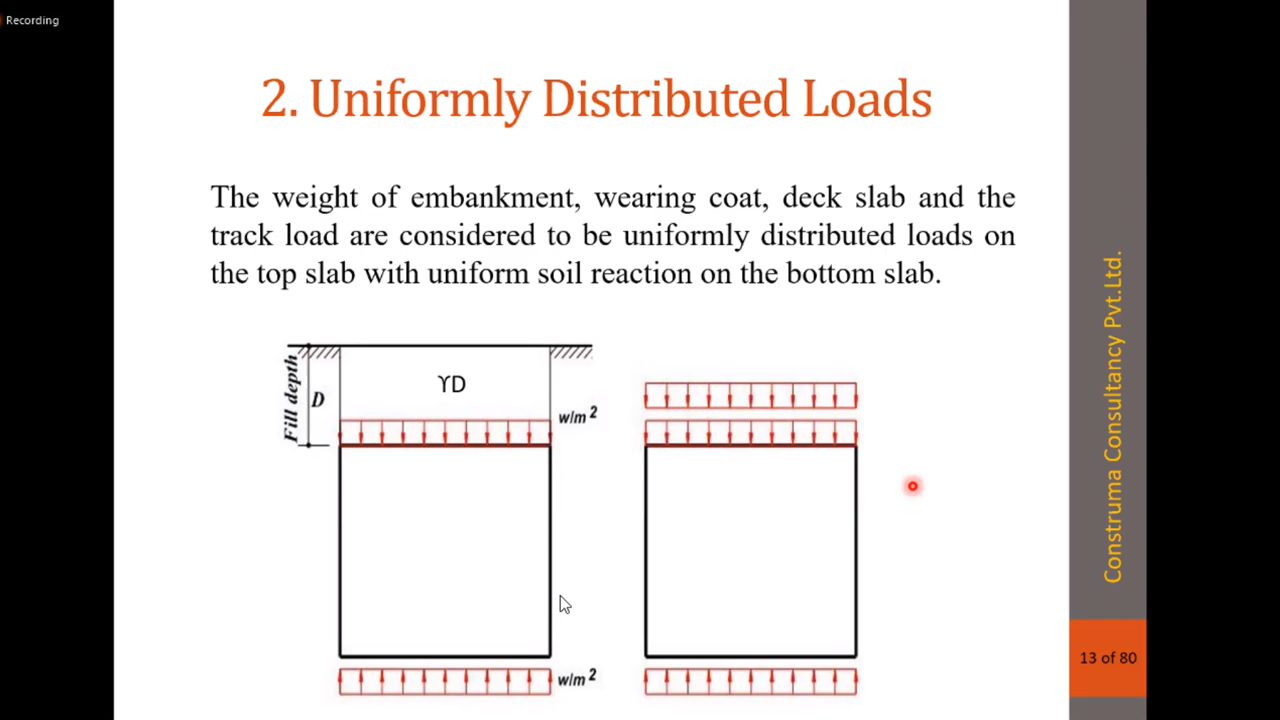 Recording
2. Uniformly Distributed Loads
The weight of embankment, wearing coat, deck slab and the
track load are considered to be uniformly distributed loads on
the top slab with uniform soil reaction on the bottom slab.
Fill depth
D
ϒD
w/m²
w/m²
Construma Consultancy Pvt.Ltd.
13 of 80